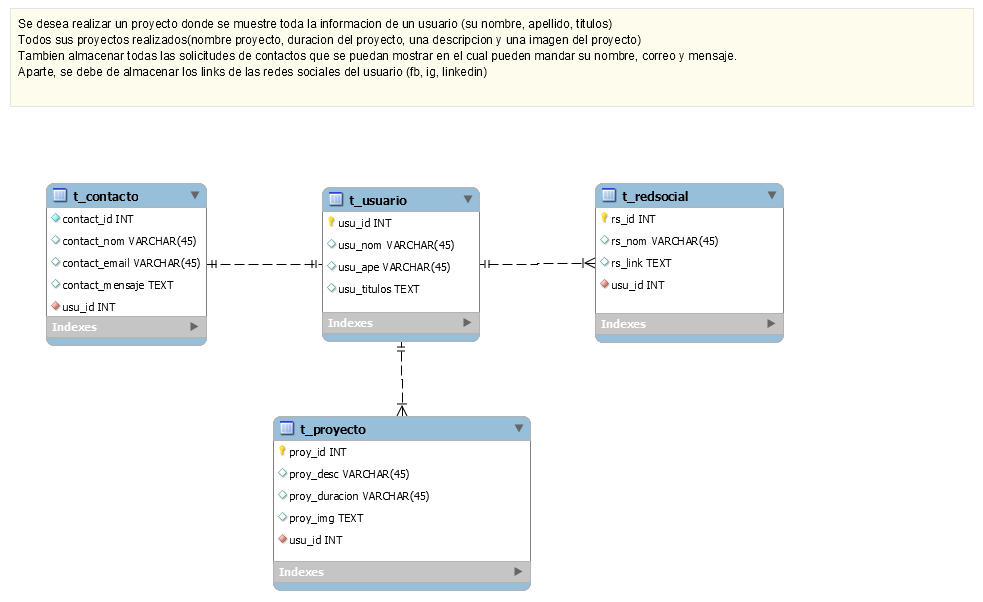 Se desea realizar un proyecto donde se muestre toda la informacion de un usuario (su nombre, apellido, titulos)
Todos sus proyectos realizados(nombre proyecto, duracion del proyecto, una descripcion y una imagen del proyecto)
Tambien almacenar todas las solicitudes de contactos que se puedan mostrar en el cual pueden mandar su nombre, correo y mensaje.
Aparte, se debe de almacenar los links de las redes sociales del usuario (fb, ig, linkedin)
t_contacto
contact_id INT
contact_nom VARCHAR(45)
contact_email VARCHAR(45)
contact_mensaje TEXT
usu_id INT
Indexes
t_usuario
usu_id INT
usu_nom VARCHAR(45)
usu_ape VARCHAR(45)
usu_titulos TEXT
Indexes
t_redsocial
rs_id INT
rs_nom VARCHAR(45)
rs_link TEXT
usu_id INT
Indexes
t_proyecto
proy_id INT
proy_desc VARCHAR(45)
proy_duracion VARCHAR(45)
proy_img TEXT
usu_id INT
Indexes